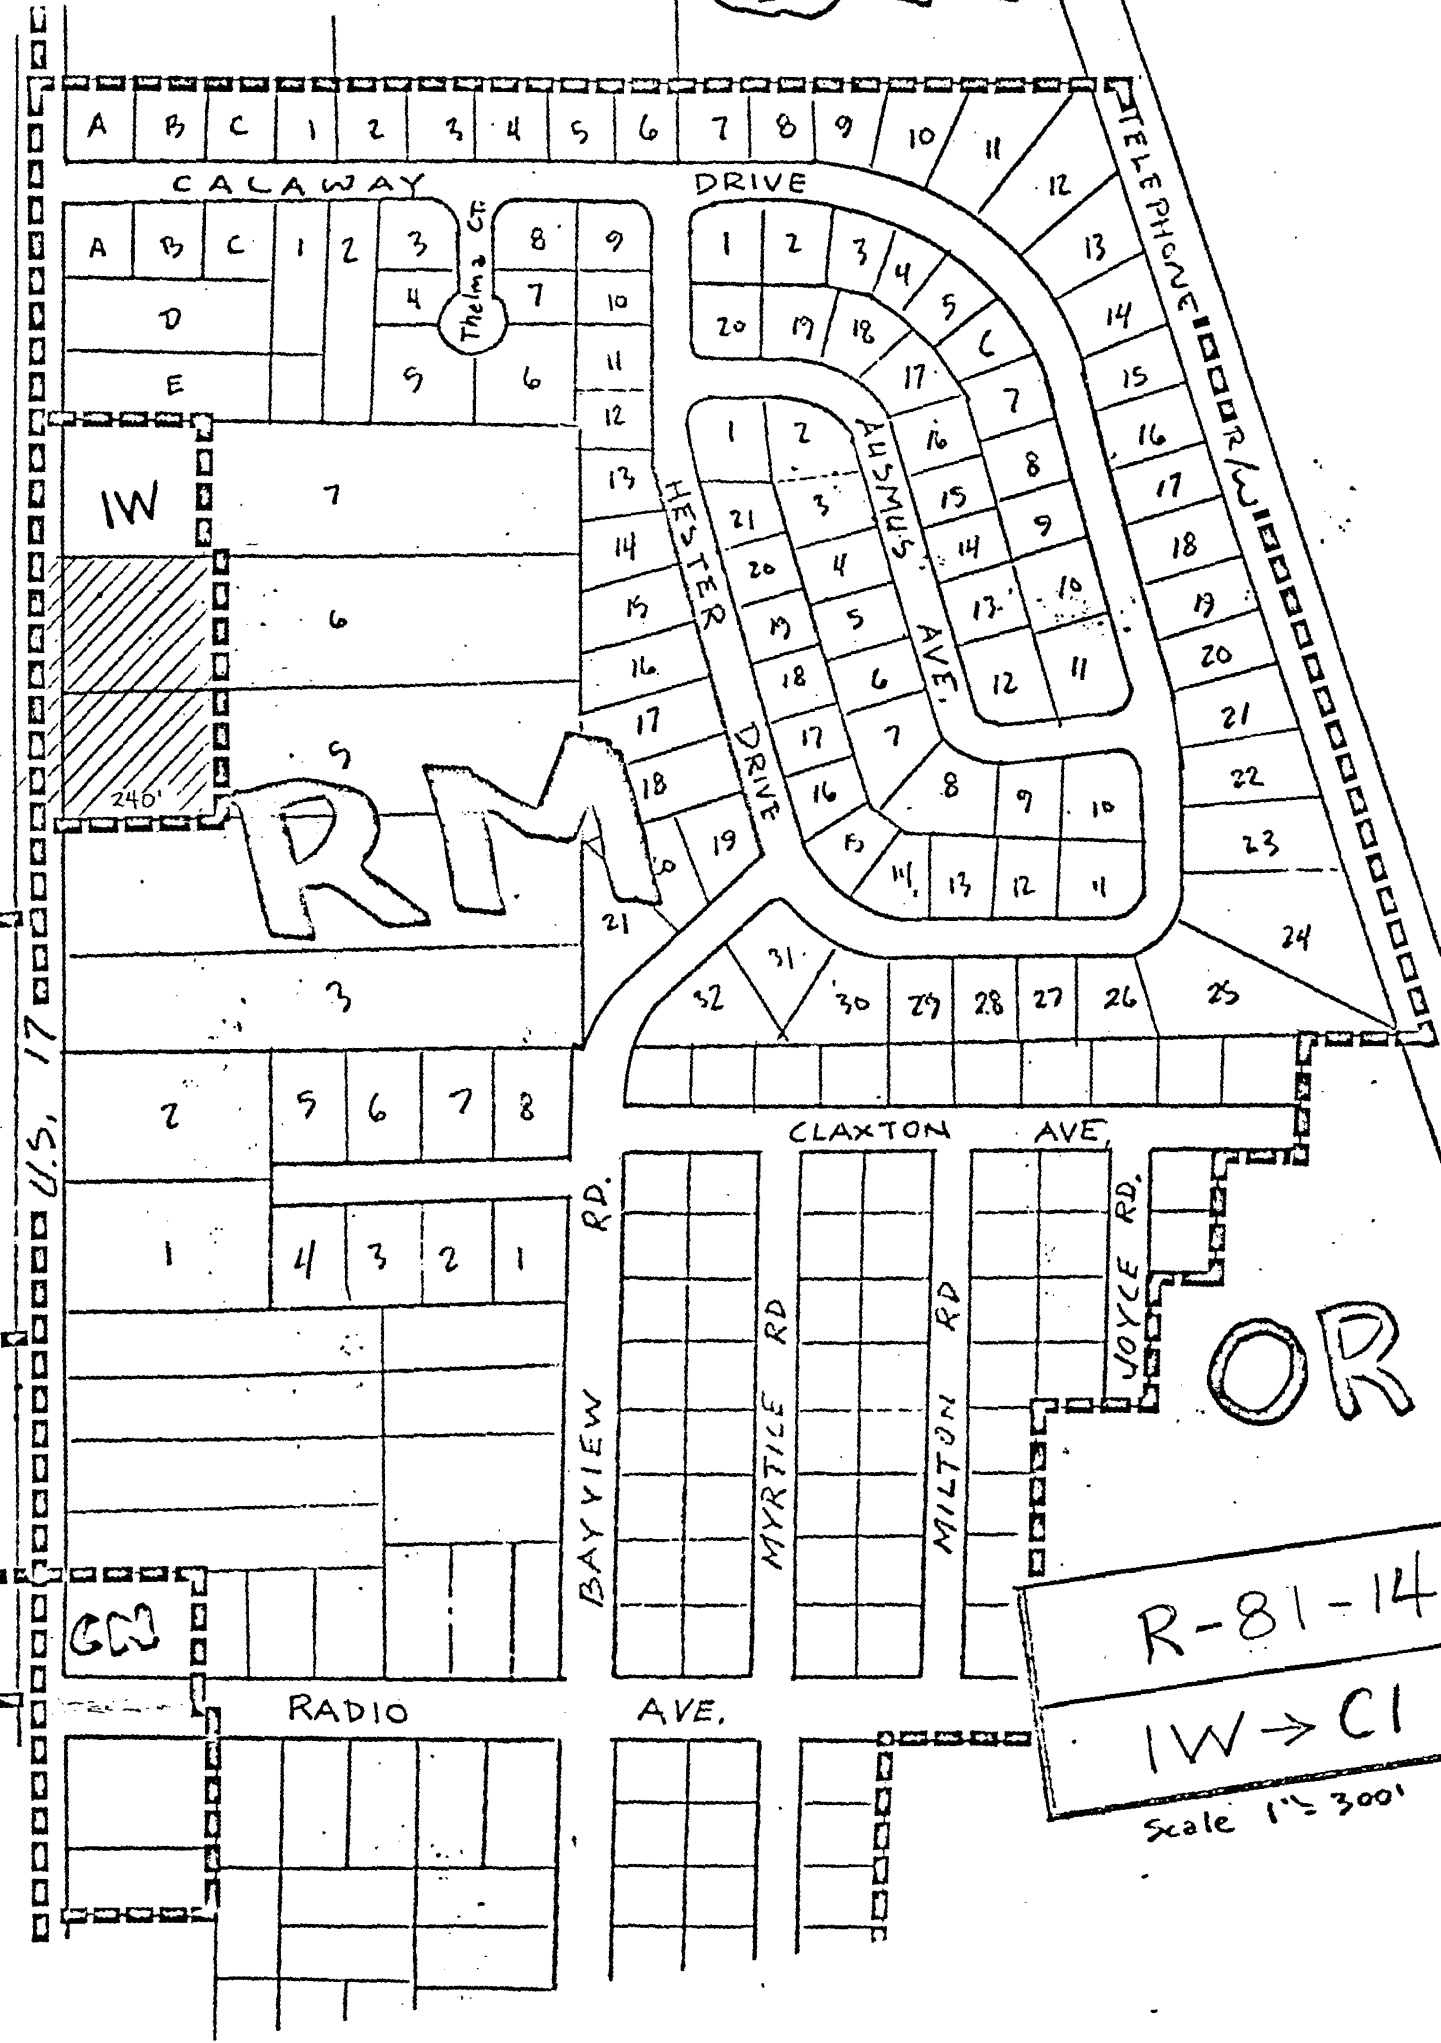 A B C 1 2 3 4 5 6 7 8 9 10 11 12
CALAWAY DRIVE
TELEPHONE R/W
A B C 1 2 3 8 9
Thelma CT.
D 4 7 10
E 5 6 11
12
1 2 3 4 5 6 7 8 9 10 11
20 19 18 17 16 15 14 13 12
13 14 15 16 17 18 19 20 21 22 23 24
IW
7
6
5
240'
RM
3
13 14 15 16 17 18 19
21
HESTER DRIVE
AUSMUS AVE.
1 2
21 3
20 4
19 5
18 6
17 7
16 8 9 10
15 14 13 12 11
32 31 30 29 28 27 26 25
U.S. 17
2 5 6 7 8
1 4 3 2 1
CLAXTON AVE.
BAYVIEW RD.
MYRTILE RD
MILTON RD
JOYCE RD.
OR
GN
RADIO AVE.
R-81-14
IW → CI
Scale 1"=300'